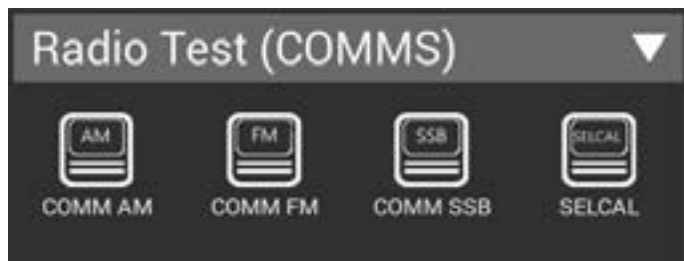 Radio Test (COMMS)
AM FM SSB SELCAL
COMM AM COMM FM COMM SSB SELCAL